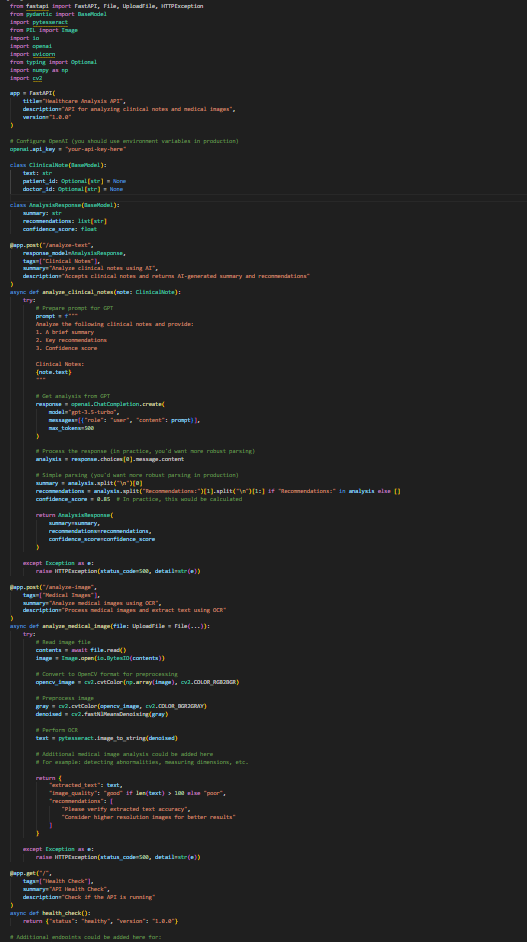 from fastapi import FastAPI, File, UploadFile, HTTPException
from pydantic import BaseModel
import pytesseract
from PIL import Image
import io
import openai
import uvicorn
from typing import Optional
import numpy as np
import cv2

app = FastAPI(
    title="Healthcare Analysis API",
    description="API for analyzing clinical notes and medical images",
    version="1.0.0"
)

# Configure OpenAI (you should use environment variables in production)
openai.api_key = "your-api-key-here"

class ClinicalNote(BaseModel):
    text: str
    patient_id: Optional[str] = None
    doctor_id: Optional[str] = None

class AnalysisResponse(BaseModel):
    summary: str
    recommendations: list[str]
    confidence_score: float

@app.post("/analyze-text",
    response_model=AnalysisResponse,
    tags=["Clinical Notes"],
    summary="Analyze clinical notes using AI",
    description="Accepts clinical notes and returns AI-generated summary and recommendations"
)
async def analyze_clinical_notes(note: ClinicalNote):
    try:
        # Prepare prompt for GPT
        prompt = f"""
        Analyze the following clinical notes and provide:
        1. A brief summary
        2. Key recommendations
        3. Confidence score

        Clinical Notes:
        {note.text}
        """

        # Get analysis from GPT
        response = openai.ChatCompletion.create(
            model="gpt-3.5-turbo",
            messages=[{"role": "user", "content": prompt}],
            max_tokens=500
        )

        # Process the response (in practice, you'd want more robust parsing)
        analysis = response.choices[0].message.content

        # Simple parsing (you'd want more robust parsing in production)
        summary = analysis.split("\n")[0]
        recommendations = analysis.split("Recommendations:")[1].split("\n")[1:] if "Recommendations:" in analysis else []
        confidence_score = 0.85  # In practice, this would be calculated

        return AnalysisResponse(
            summary=summary,
            recommendations=recommendations,
            confidence_score=confidence_score
        )

    except Exception as e:
        raise HTTPException(status_code=500, detail=str(e))

@app.post("/analyze-image",
    tags=["Medical Images"],
    summary="Analyze medical images using OCR",
    description="Process medical images and extract text using OCR"
)
async def analyze_medical_image(file: UploadFile = File(...)):
    try:
        # Read image file
        contents = await file.read()
        image = Image.open(io.BytesIO(contents))

        # Convert to OpenCV format for preprocessing
        opencv_image = cv2.cvtColor(np.array(image), cv2.COLOR_RGB2BGR)

        # Preprocess image
        gray = cv2.cvtColor(opencv_image, cv2.COLOR_BGR2GRAY)
        denoised = cv2.fastNlMeansDenoising(gray)

        # Perform OCR
        text = pytesseract.image_to_string(denoised)

        # Additional medical image analysis could be added here
        # For example: detecting abnormalities, measuring dimensions, etc.

        return {
            "extracted_text": text,
            "image_quality": "good" if len(text) > 100 else "poor",
            "recommendations": [
                "Please verify extracted text accuracy",
                "Consider higher resolution images for better results"
            ]
        }

    except Exception as e:
        raise HTTPException(status_code=500, detail=str(e))

@app.get("/",
    tags=["Health Check"],
    summary="API Health Check",
    description="Check if the API is running"
)
async def health_check():
    return {"status": "healthy", "version": "1.0.0"}

# Additional endpoints could be added here for: